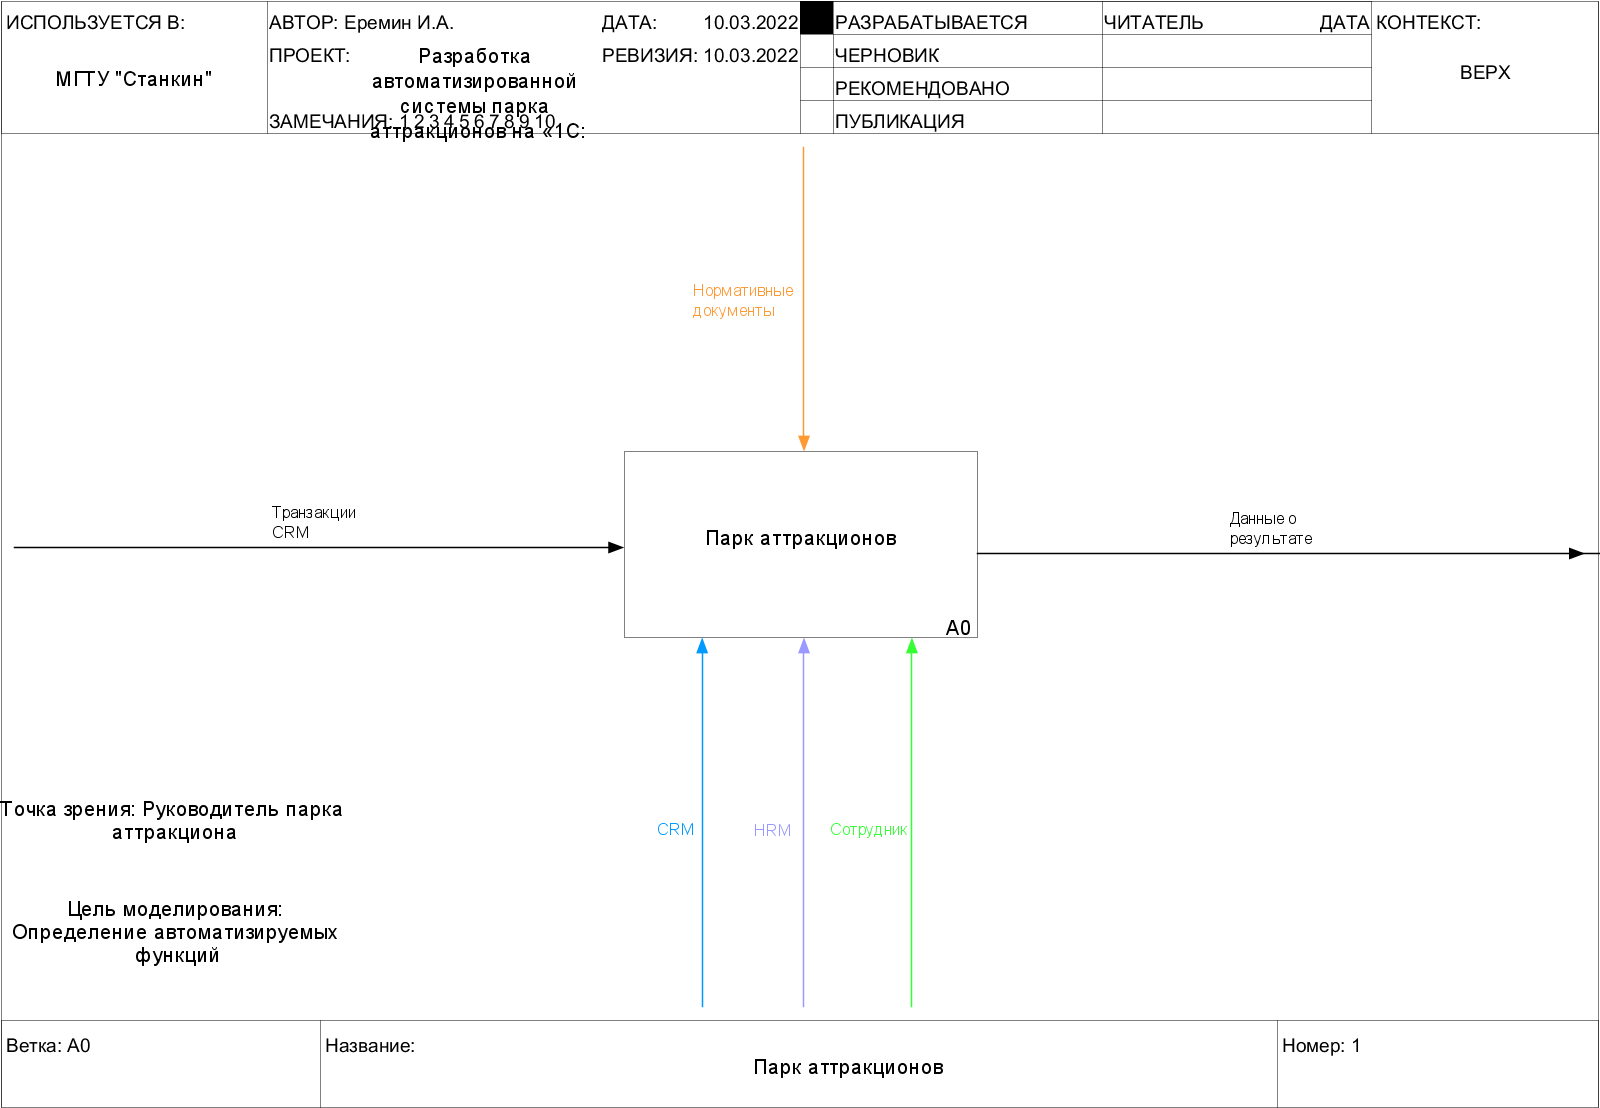 ИСПОЛЬЗУЕТСЯ В:
МГТУ "Станкин"
АВТОР: Еремин И.А.
ДАТА: 10.03.2022
ПРОЕКТ:
Разработка
автоматизированной
системы парка
аттракционов на «1С:
РЕВИЗИЯ: 10.03.2022
ЗАМЕЧАНИЯ: 1 2 3 4 5 6 7 8 9 10
РАЗРАБАТЫВАЕТСЯ
ЧЕРНОВИК
РЕКОМЕНДОВАНО
ПУБЛИКАЦИЯ
ЧИТАТЕЛЬ
ДАТА
КОНТЕКСТ:
ВЕРХ
Нормативные
документы
Транзакции
CRM
Парк аттракционов
A0
Данные о
результате
CRM
HRM
Сотрудник
Точка зрения: Руководитель парка
аттракциона
Цель моделирования:
Определение автоматизируемых
функций
Ветка: A0
Название:
Парк аттракционов
Номер: 1